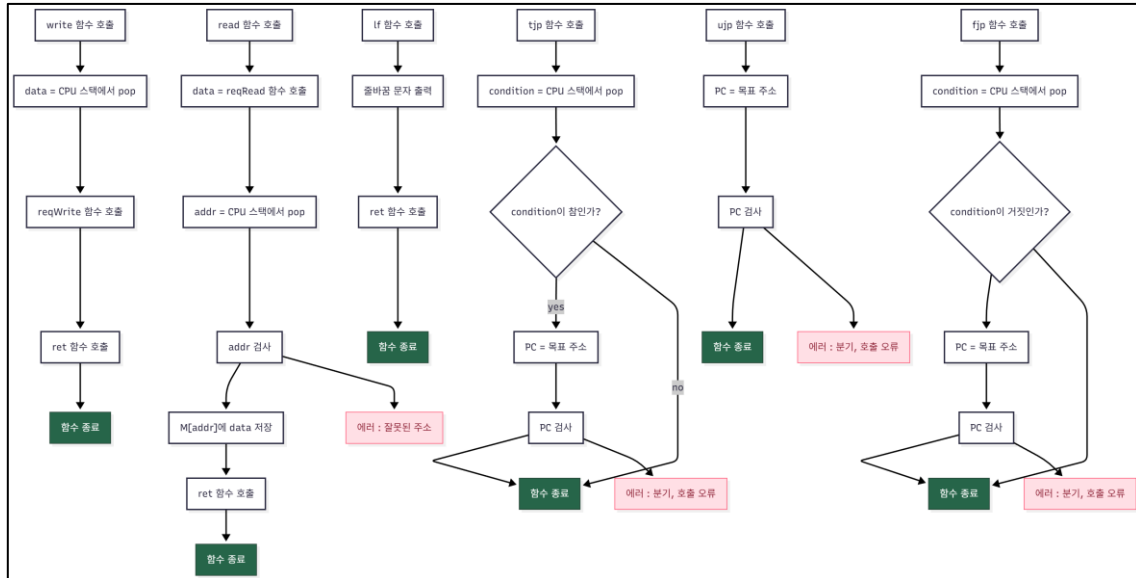 write 함수 호출
data = CPU 스택에서 pop
reqWrite 함수 호출
ret 함수 호출
함수 종료
read 함수 호출
data = reqRead 함수 호출
addr = CPU 스택에서 pop
addr 검사
M[addr]에 data 저장
에러 : 잘못된 주소
ret 함수 호출
함수 종료
lf 함수 호출
줄바꿈 문자 출력
ret 함수 호출
함수 종료
tjp 함수 호출
condition = CPU 스택에서 pop
condition이 참인가?
yes
no
PC = 목표 주소
PC 검사
함수 종료
에러 : 분기, 호출 오류
ujp 함수 호출
PC = 목표 주소
PC 검사
함수 종료
에러 : 분기, 호출 오류
fjp 함수 호출
condition = CPU 스택에서 pop
condition이 거짓인가?
PC = 목표 주소
PC 검사
함수 종료
에러 : 분기, 호출 오류